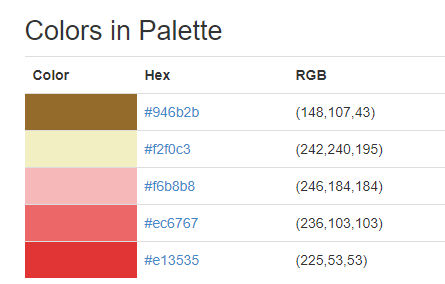 Colors in Palette
Color Hex RGB
#946b2b (148,107,43)
#f2f0c3 (242,240,195)
#f6b8b8 (246,184,184)
#ec6767 (236,103,103)
#e13535 (225,53,53)